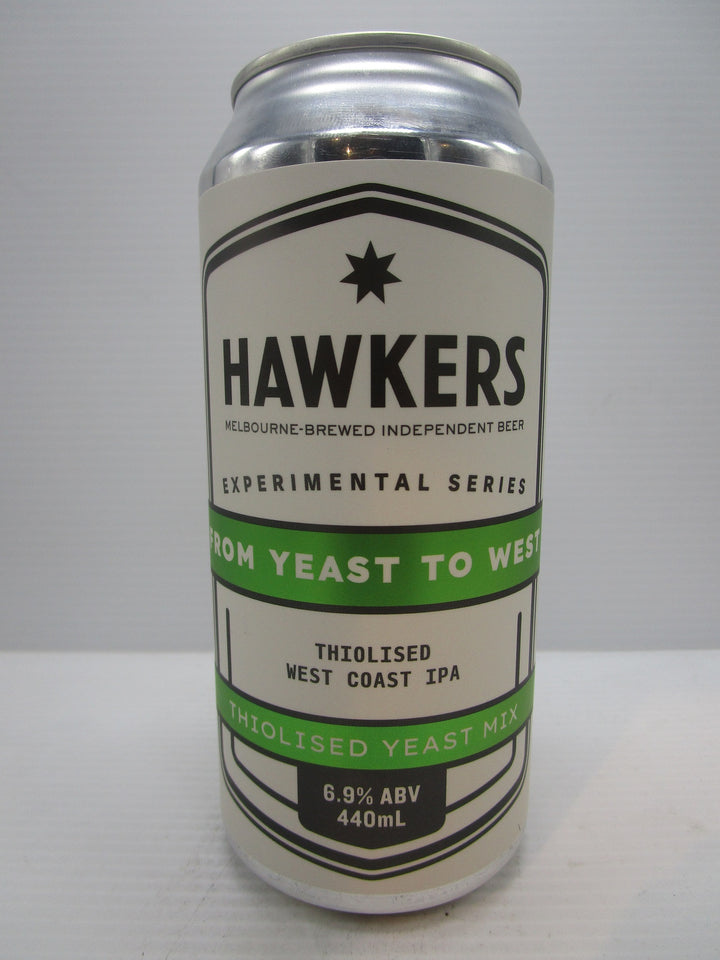 HAWKERS
MELBOURNE-BREWED INDEPENDENT BEER
EXPERIMENTAL SERIES
FROM YEAST TO WEST
THIOLISED
WEST COAST IPA
THIOLISED YEAST MIX
6.9% ABV
440mL